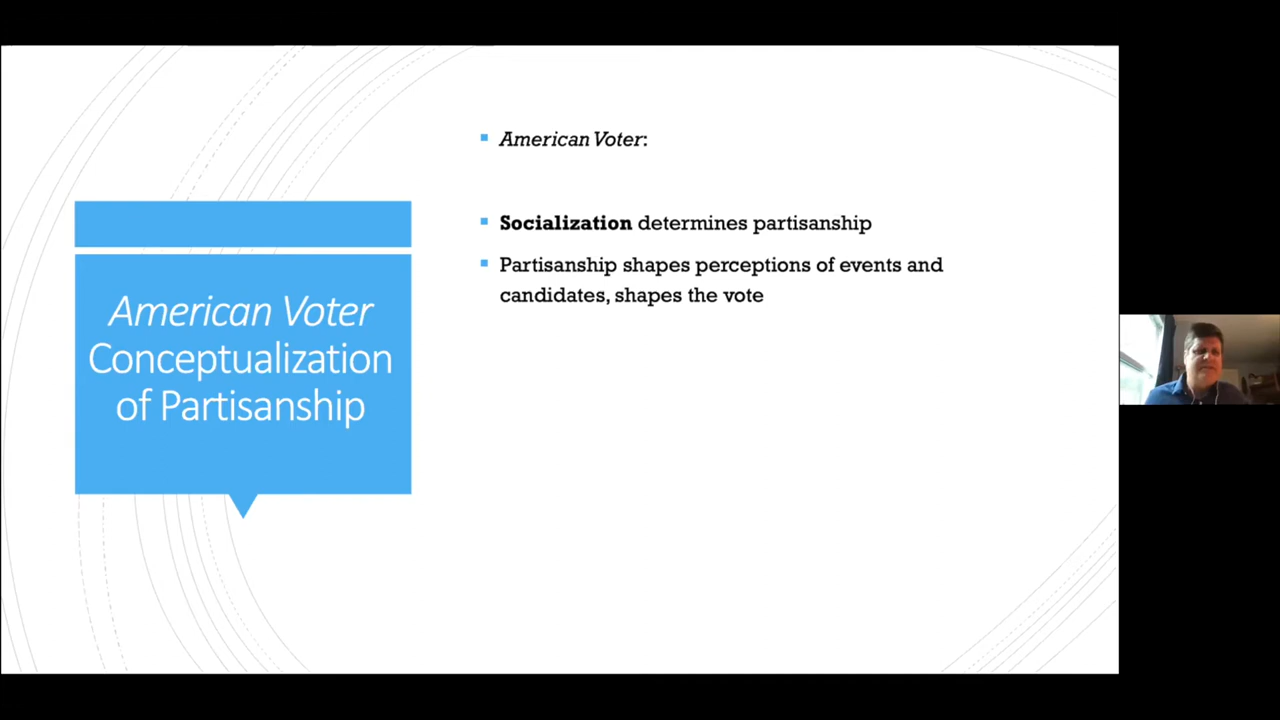 American Voter
Conceptualization
of Partisanship
American Voter:
Socialization determines partisanship
Partisanship shapes perceptions of events and
candidates, shapes the vote